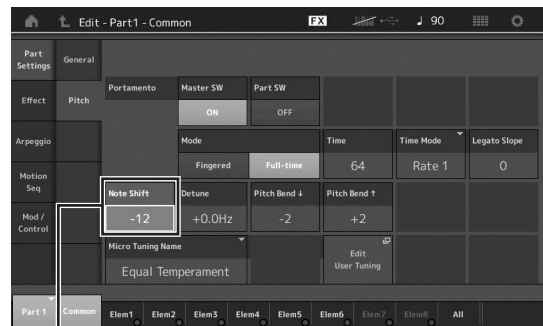 Edit - Part1 - Common
FX
90
Part Settings
General
Effect
Pitch
Arpeggio
Motion Seq
Mod / Control
Portamento
Master SW
ON
Part SW
OFF
Mode
Fingered
Full-time
Time
64
Time Mode
Rate 1
Legato Slope
0
Note Shift
-12
Detune
+0.0Hz
Pitch Bend ↓
-2
Pitch Bend ↑
+2
Micro Tuning Name
Equal Temperament
Edit
User Tuning
Part 1
Common
Elem1
Elem2
Elem3
Elem4
Elem5
Elem6
Elem7
Elem8
All